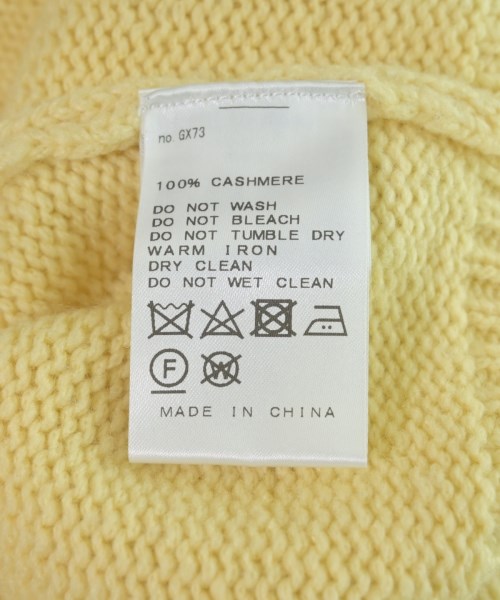 no. GX73
100% CASHMERE
DO NOT WASH
DO NOT BLEACH
DO NOT TUMBLE DRY
WARM IRON
DRY CLEAN
DO NOT WET CLEAN
F W
MADE IN CHINA